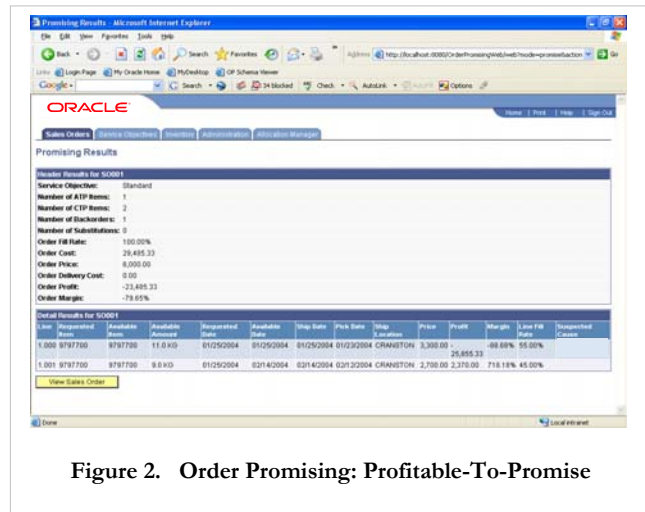 Promising Results - Microsoft Internet Explorer
File Edit View Favorites Tools Help
Back Search Favorites Address http://localhost:8080/OrderPromisingWeb/web?mode=promise&action Go
Links Login Page My Oracle Home MyDesktop OP Schema Viewer
Google Search 34 blocked Check AutoLink Options
ORACLE
Home | Print | Help | Sign Out
Sales Orders Service Objectives Inventory Administration Allocation Manager
Promising Results
Header Results for SO001
Service Objective: Standard
Number of ATP Items: 1
Number of CTP Items: 2
Number of Backorders: 1
Number of Substitutions: 0
Order Fill Rate: 100.00%
Order Cost: 29,485.33
Order Price: 6,000.00
Order Delivery Cost: 0.00
Order Profit: -23,485.33
Order Margin: -79.65%
Detail Results for SO001
Line Requested Item Available Item Available Amount Requested Date Available Date Ship Date Pick Date Ship Location Price Profit Margin Line Fill Rate Suspected Cause
1.000 9797700 9797700 11.0 KG 01/25/2004 01/25/2004 01/25/2004 01/23/2004 CRANSTON 3,300.00 -25,855.33 -88.68% 55.00%
1.001 9797700 9797700 9.0 KG 01/25/2004 02/14/2004 02/14/2004 02/12/2004 CRANSTON 2,700.00 2,370.00 718.18% 45.00%
View Sales Order
Done Local intranet
Figure 2. Order Promising: Profitable-To-Promise